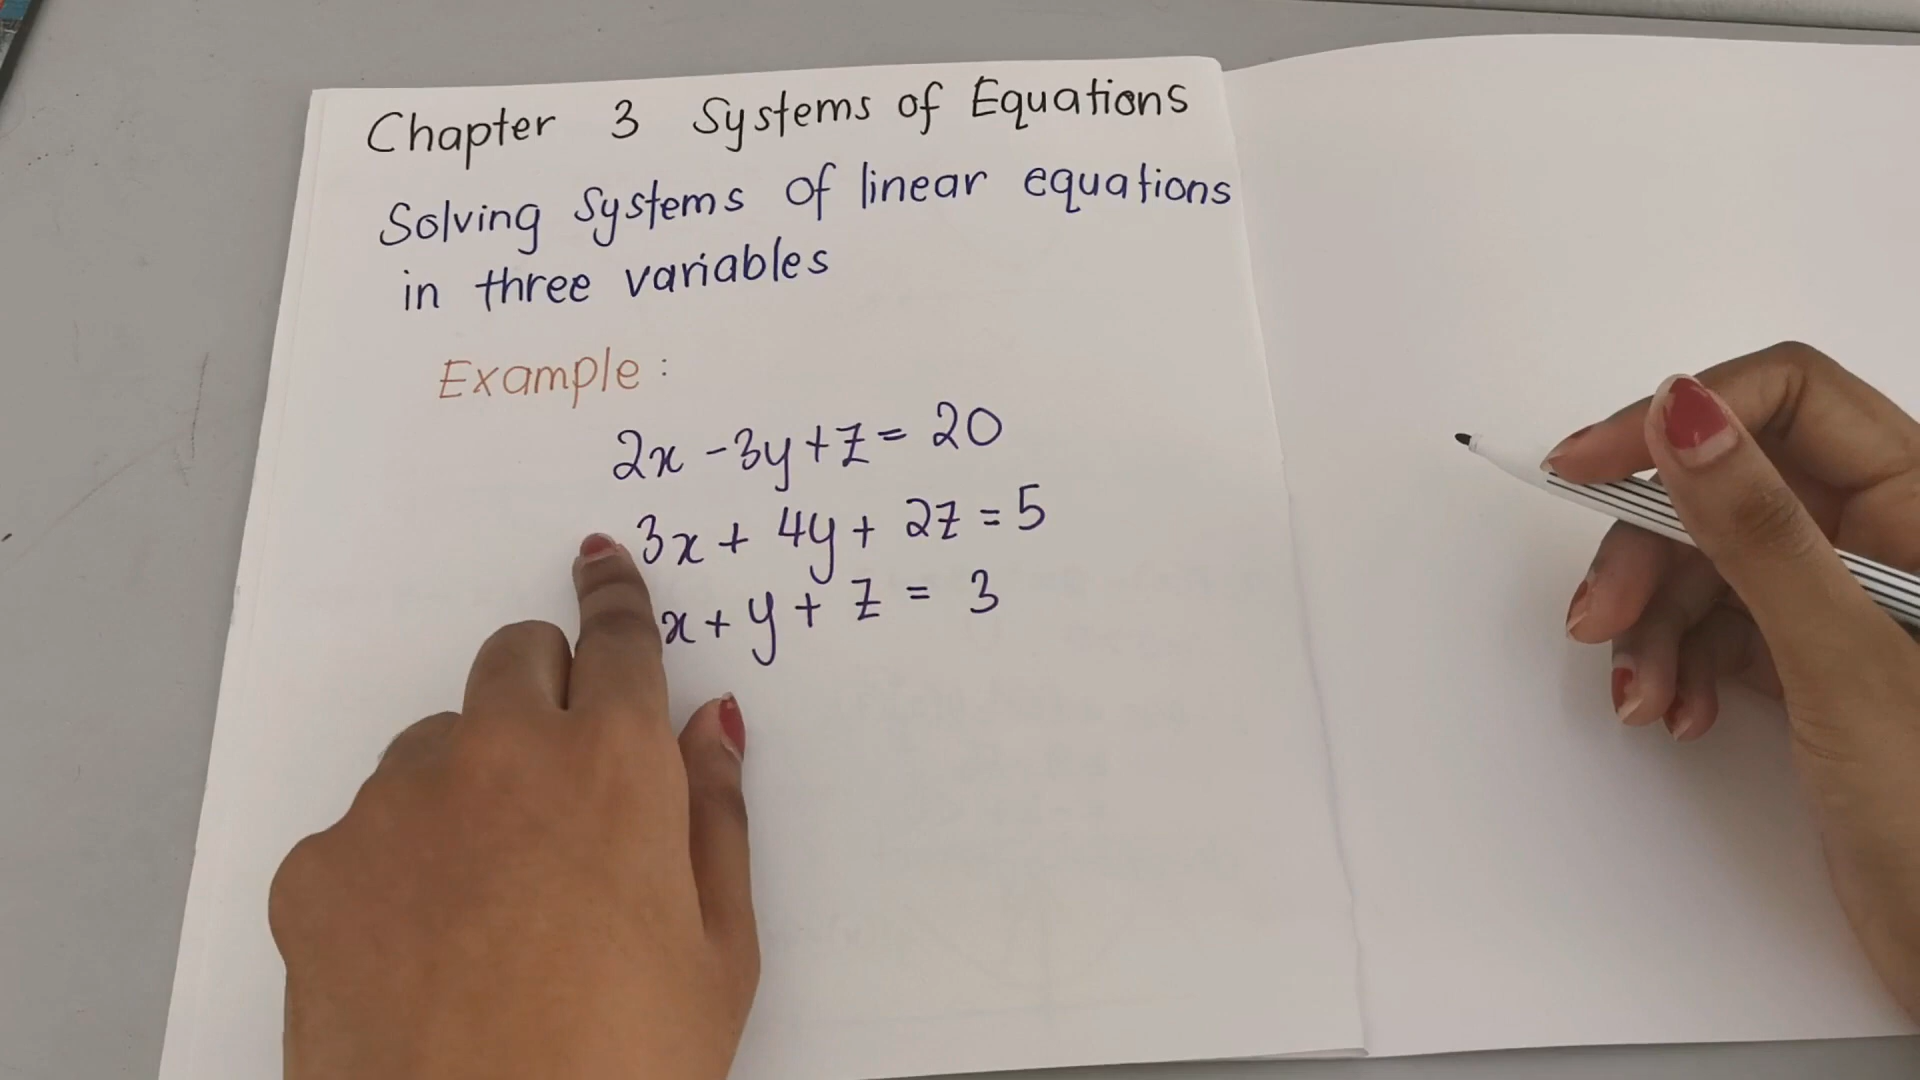 Chapter 3 Systems of Equations
Solving Systems of linear equations
in three variables
Example :
2x - 3y + z = 20
3x + 4y + 2z = 5
x + y + z = 3